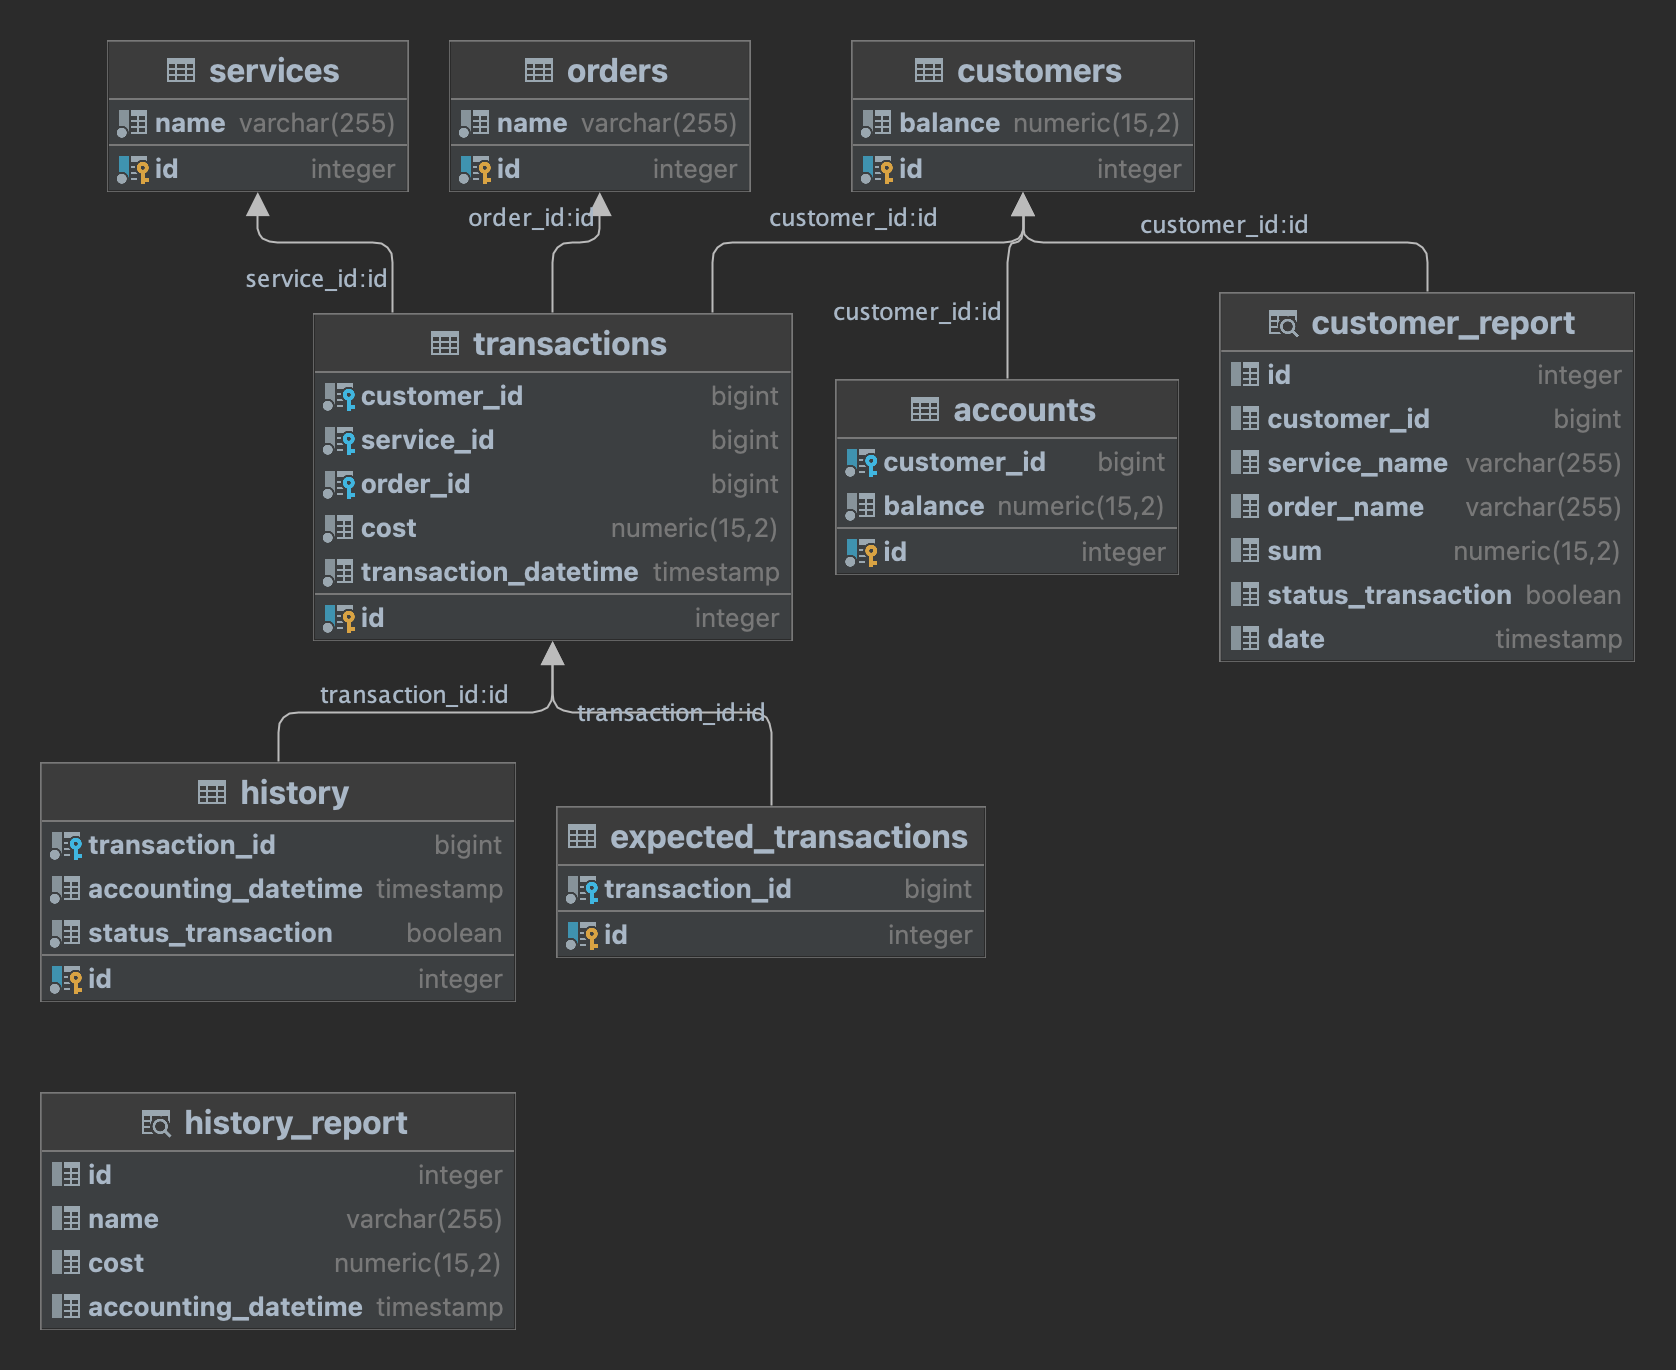 services
name varchar(255)
id integer
orders
name varchar(255)
id integer
customers
balance numeric(15,2)
id integer
service_id:id
order_id:id
customer_id:id
customer_id:id
customer_id:id
transactions
customer_id bigint
service_id bigint
order_id bigint
cost numeric(15,2)
transaction_datetime timestamp
id integer
accounts
customer_id bigint
balance numeric(15,2)
id integer
customer_report
id integer
customer_id bigint
service_name varchar(255)
order_name varchar(255)
sum numeric(15,2)
status_transaction boolean
date timestamp
transaction_id:id
transaction_id:id
history
transaction_id bigint
accounting_datetime timestamp
status_transaction boolean
id integer
expected_transactions
transaction_id bigint
id integer
history_report
id integer
name varchar(255)
cost numeric(15,2)
accounting_datetime timestamp